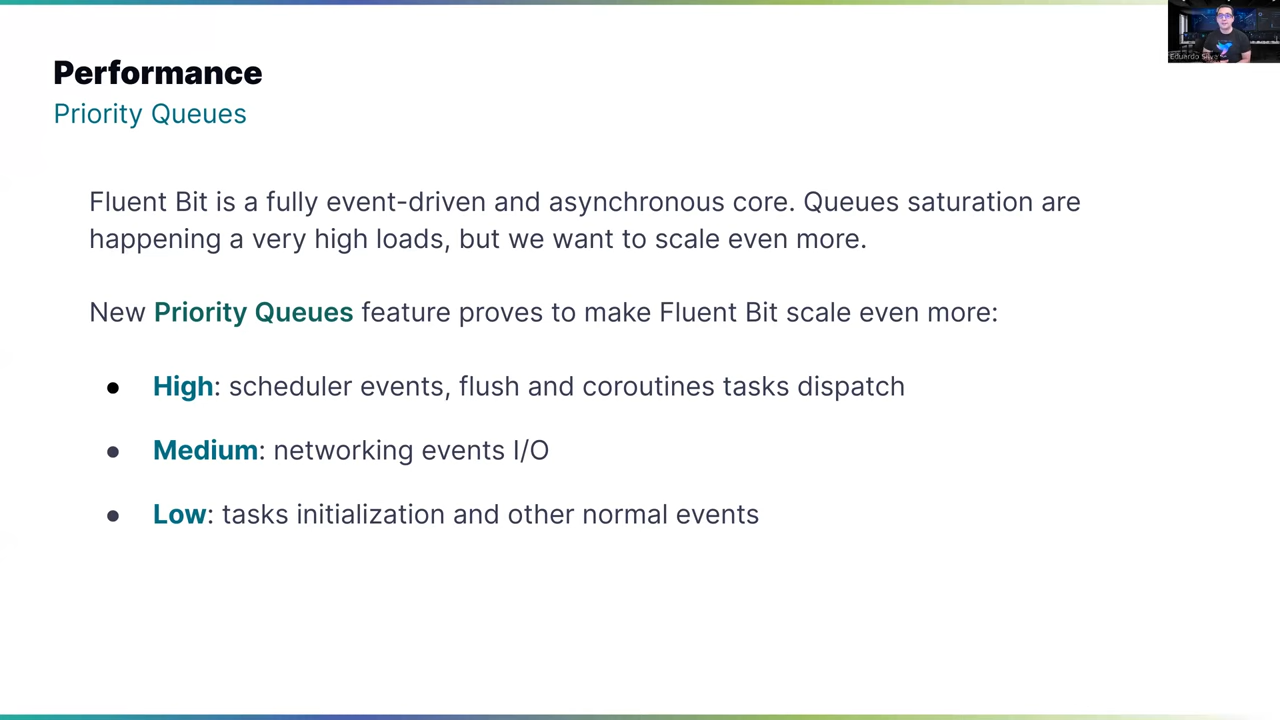 Performance
Priority Queues
Fluent Bit is a fully event-driven and asynchronous core. Queues saturation are
happening a very high loads, but we want to scale even more.
New Priority Queues feature proves to make Fluent Bit scale even more:
● High: scheduler events, flush and coroutines tasks dispatch
● Medium: networking events I/O
● Low: tasks initialization and other normal events
Eduardo Silva